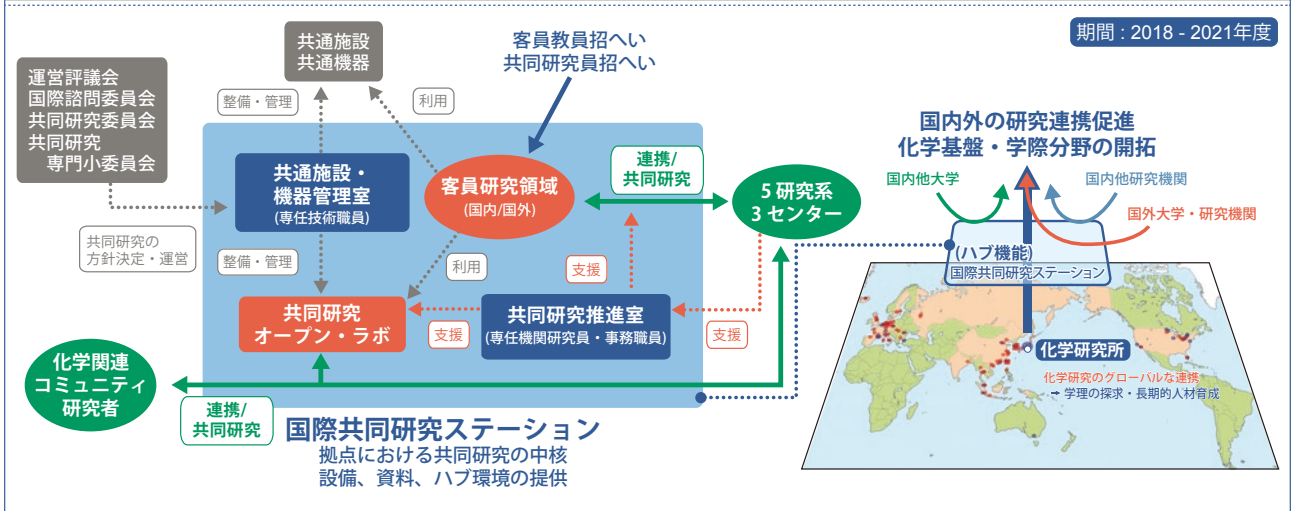 期間 : 2018 - 2021年度
共通施設
共通機器
客員教員招へい
共同研究員招へい
運営評議会
国際諮問委員会
共同研究委員会
共同研究
専門小委員会
整備・管理
利用
国内外の研究連携促進
化学基盤・学際分野の開拓
共通施設・
機器管理室
(専任技術職員)
客員研究領域
(国内/国外)
連携/
共同研究
5 研究系
3 センター
国内他大学
国内他研究機関
国外大学・研究機関
共同研究の
方針決定・運営
整備・管理
利用
支援
(ハブ機能)
国際共同研究ステーション
共同研究
オープン・ラボ
支援
共同研究推進室
(専任機関研究員・事務職員)
支援
化学研究所
化学関連
コミュニティ
研究者
化学研究のグローバルな連携
➡ 学理の探求・長期的人材育成
連携/
共同研究
国際共同研究ステーション
拠点における共同研究の中核
設備、資料、ハブ環境の提供